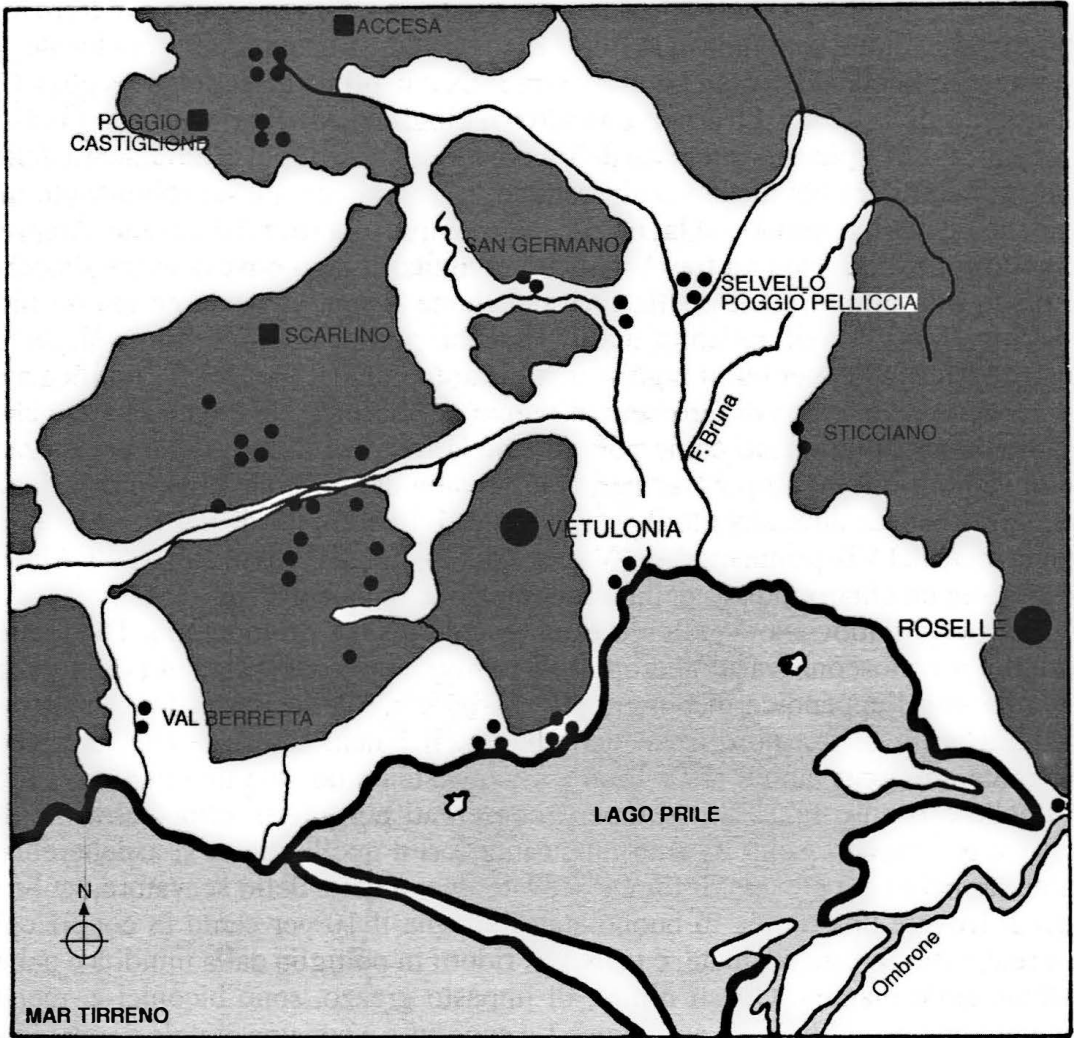 ACCESA
POGGIO
CASTIGLIOND
SAN GERMANO
SELVELLO
POGGIO PELLICCIA
SCARLINO
F. Bruna
STICCIANO
VETULONIA
ROSELLE
VAL BERRETTA
LAGO PRILE
N
Ombrone
MAR TIRRENO